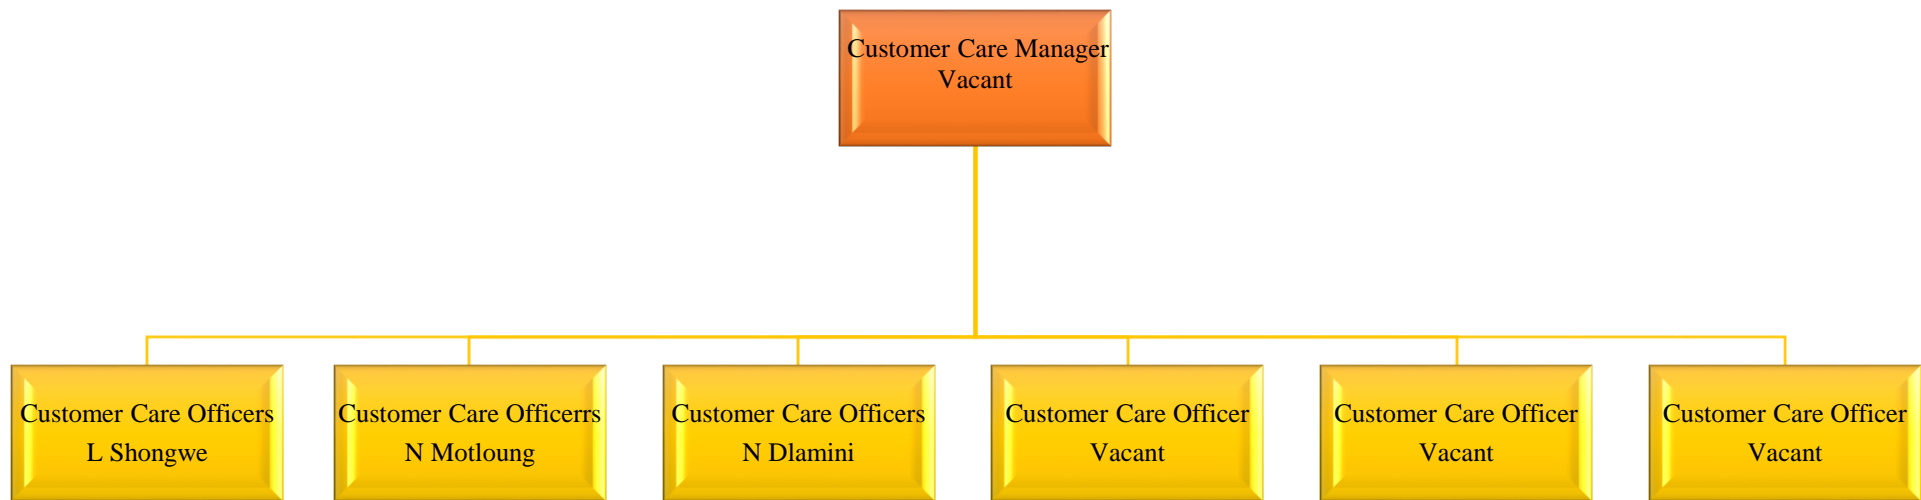 Customer Care Manager
Vacant
Customer Care Officers
L Shongwe
Customer Care Officerrs
N Motloung
Customer Care Officers
N Dlamini
Customer Care Officer
Vacant
Customer Care Officer
Vacant
Customer Care Officer
Vacant